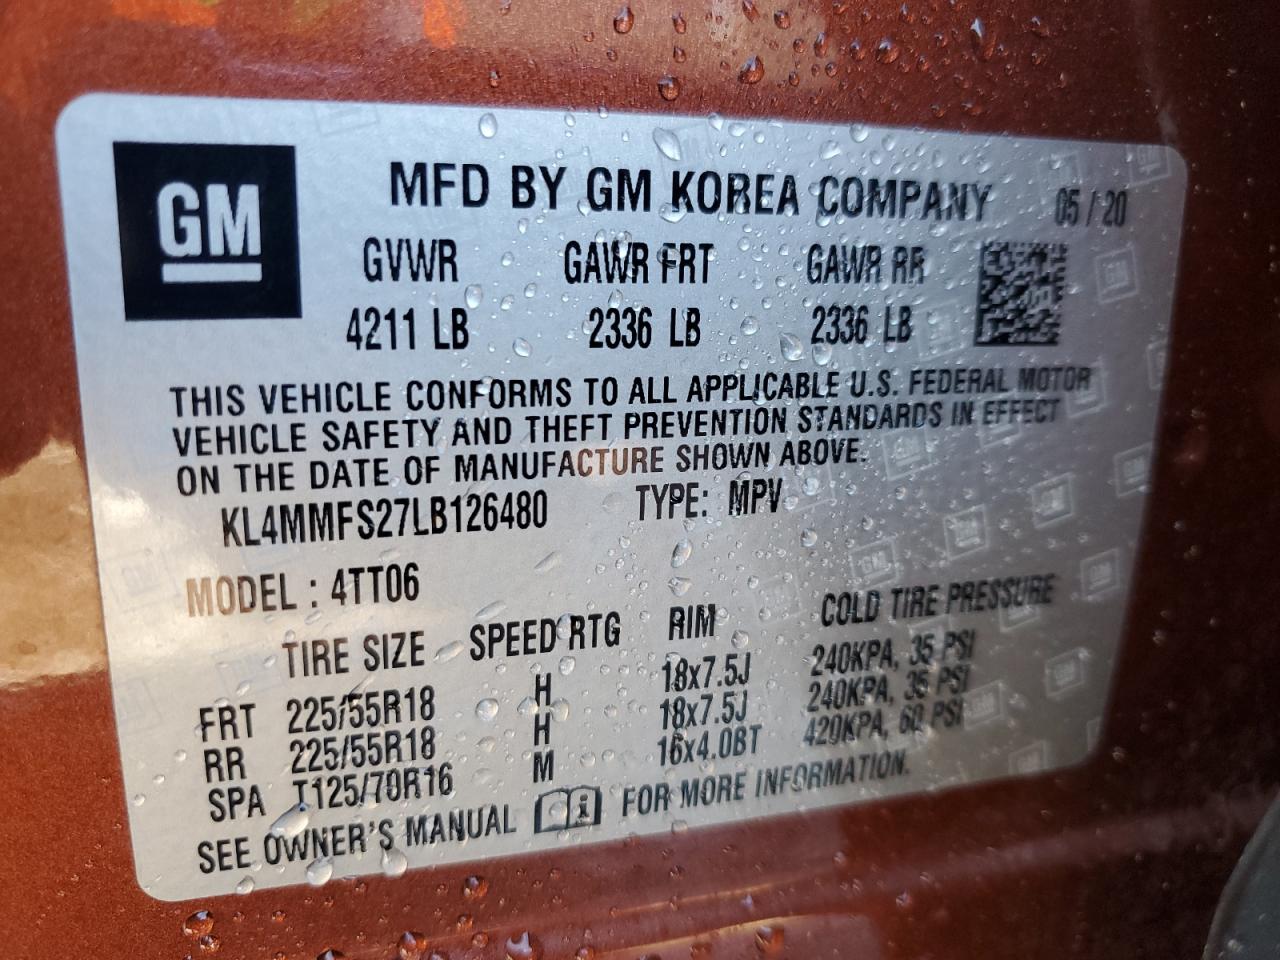 GM
MFD BY GM KOREA COMPANY 05/20
GVWR GAWR FRT GAWR RR
4211 LB 2336 LB 2336 LB
THIS VEHICLE CONFORMS TO ALL APPLICABLE U.S. FEDERAL MOTOR
VEHICLE SAFETY AND THEFT PREVENTION STANDARDS IN EFFECT
ON THE DATE OF MANUFACTURE SHOWN ABOVE.
KL4MMFS27LB126480 TYPE: MPV
MODEL: 4TT06
TIRE SIZE SPEED RTG RIM COLD TIRE PRESSURE
FRT 225/55R18 H 18x7.5J 240KPA, 35 PSI
RR 225/55R18 H 18x7.5J 240KPA, 35 PSI
SPA T125/70R16 M 16x4.0BT 420KPA, 60 PSI
SEE OWNER'S MANUAL i FOR MORE INFORMATION.